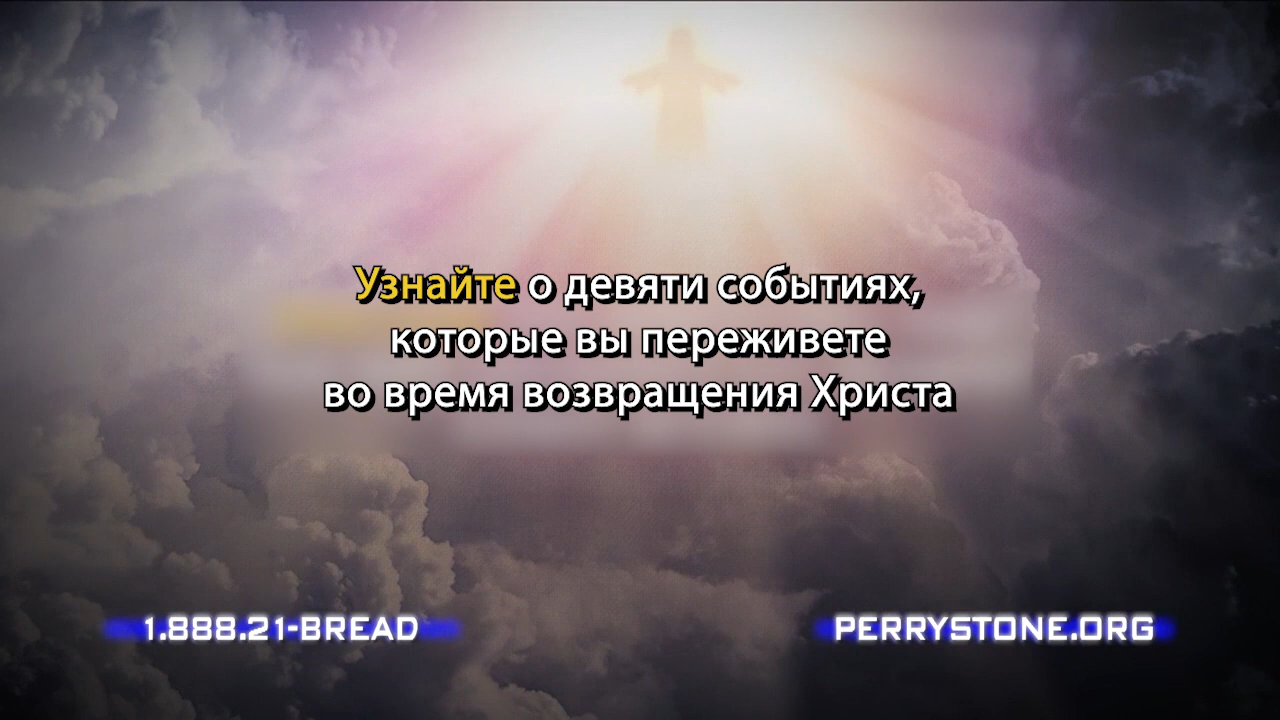 Узнайте о девяти событиях,
которые вы переживете
во время возвращения Христа
1.888.21-BREAD
PERRYSTONE.ORG